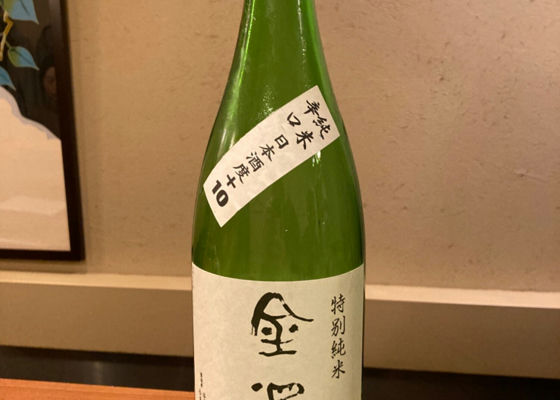 純米
辛口
日本酒度+10
特別純米
金